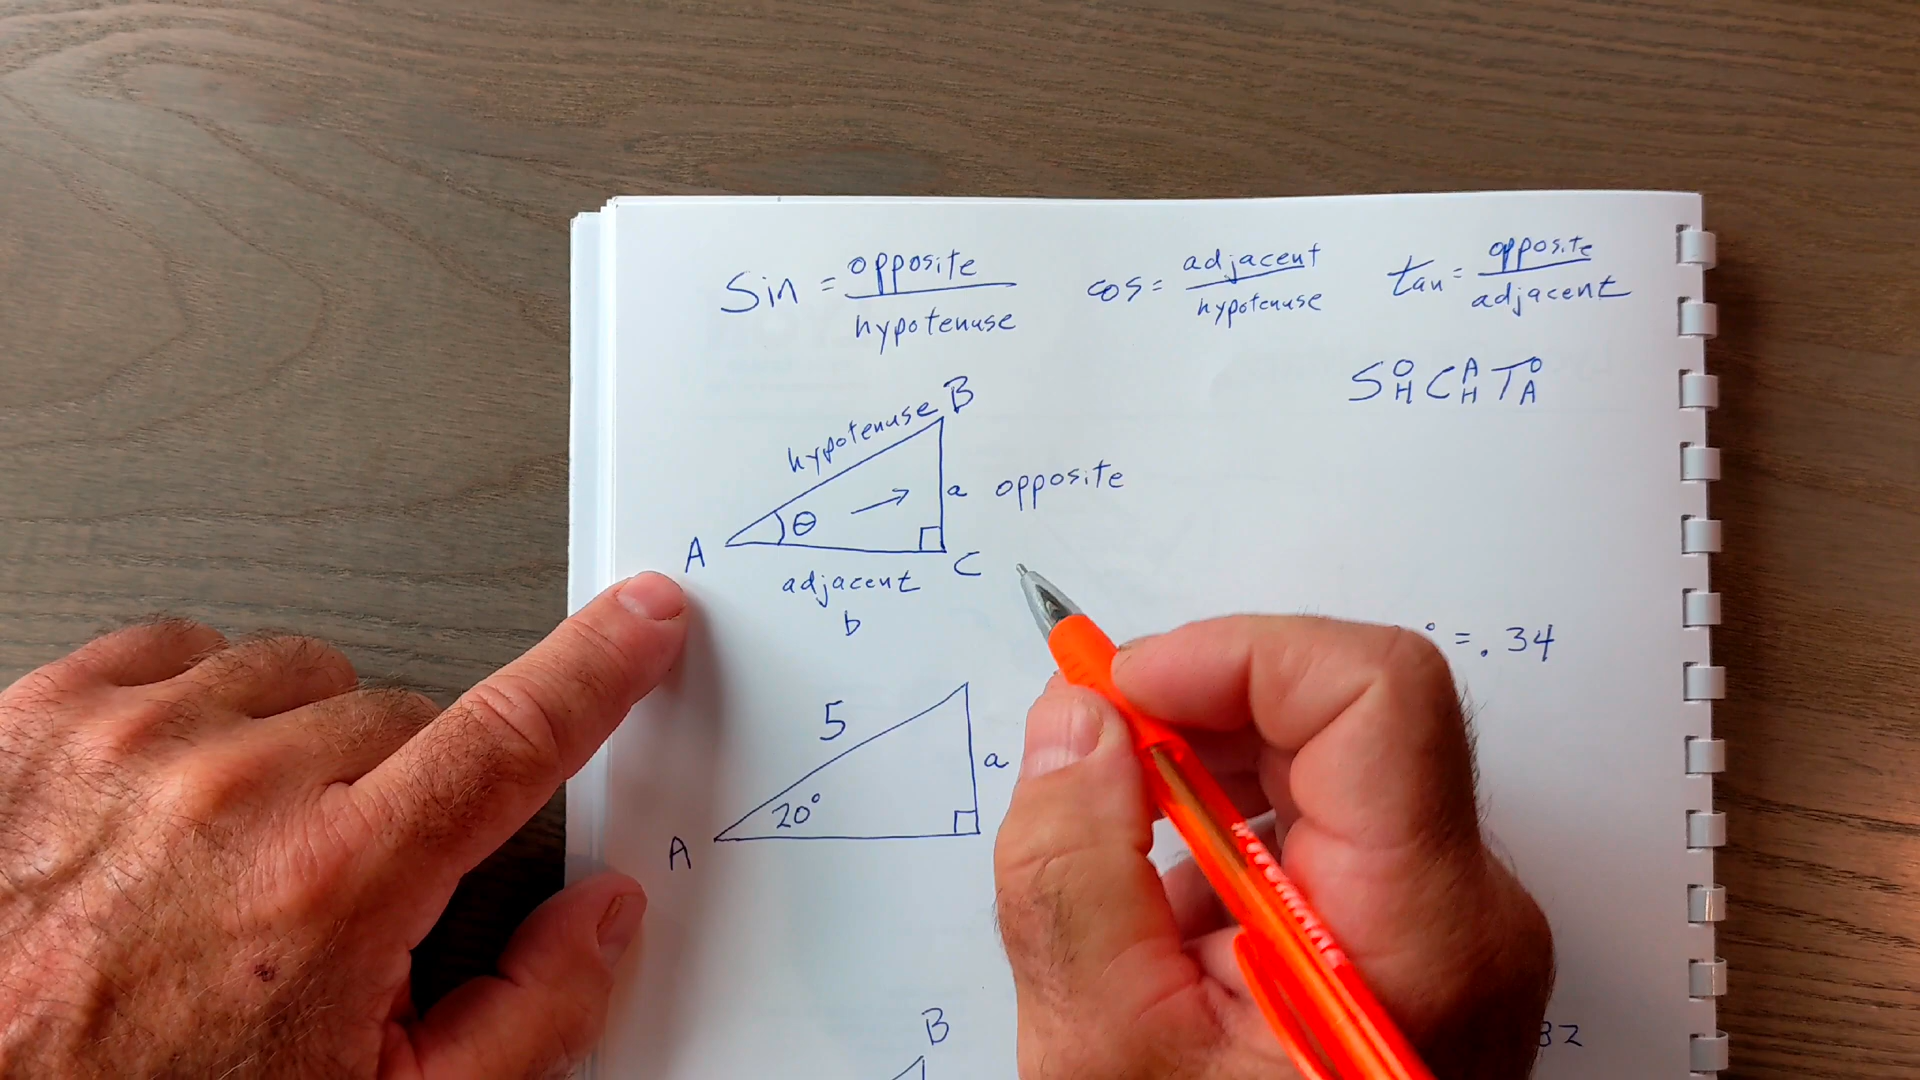 Sin = opposite / hypotenuse
cos = adjacent / hypotenuse
tan = opposite / adjacent
S O/H C A/H T O/A
B
hypotenuse
a opposite
θ
A
C
adjacent
b
° = .34
5
a
20°
A
B